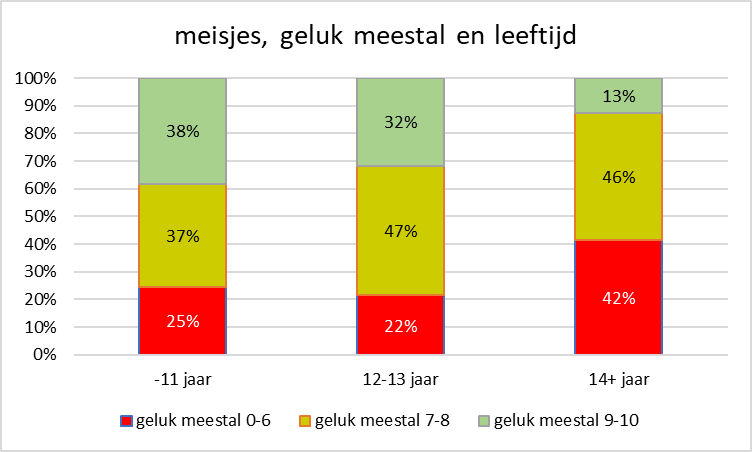 meisjes, geluk meestal en leeftijd
100%
90%
80%
70%
60%
50%
40%
30%
20%
10%
0%
38%
37%
25%
32%
47%
22%
13%
46%
42%
-11 jaar
12-13 jaar
14+ jaar
geluk meestal 0-6
geluk meestal 7-8
geluk meestal 9-10